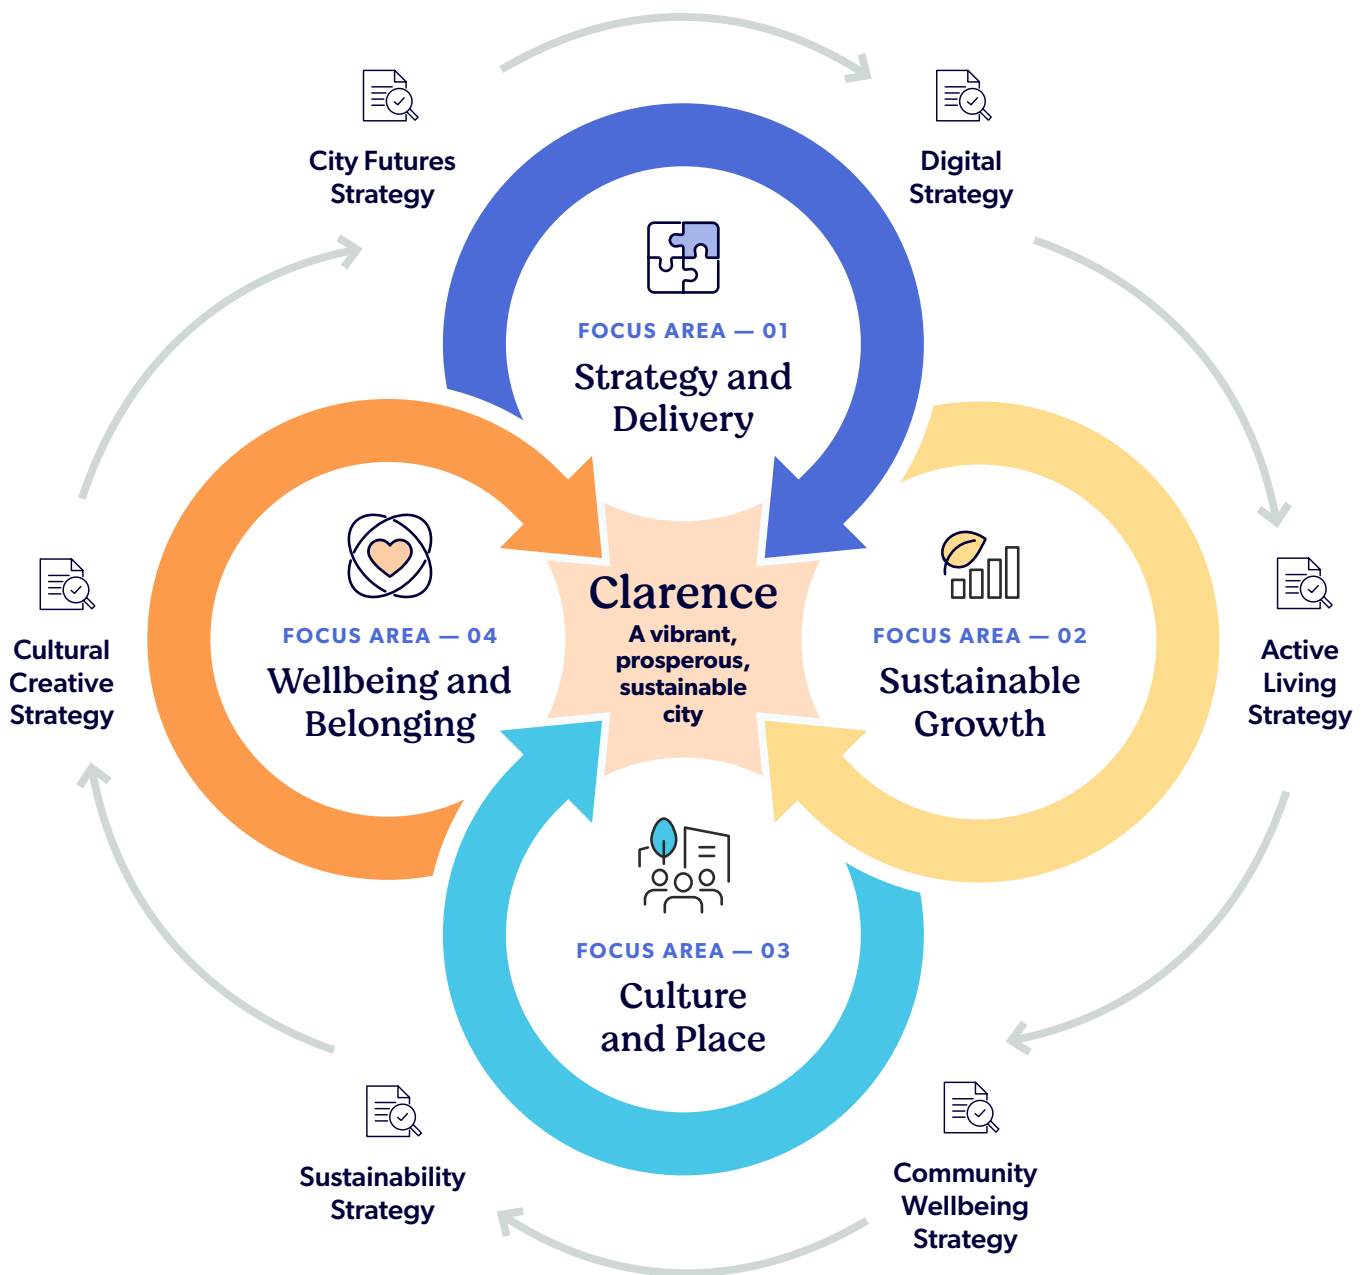 City Futures
Strategy
Digital
Strategy
FOCUS AREA — 01
Strategy and
Delivery
Cultural
Creative
Strategy
FOCUS AREA — 04
Wellbeing and
Belonging
Clarence
A vibrant,
prosperous,
sustainable
city
FOCUS AREA — 02
Sustainable
Growth
Active
Living
Strategy
FOCUS AREA — 03
Culture
and Place
Sustainability
Strategy
Community
Wellbeing
Strategy